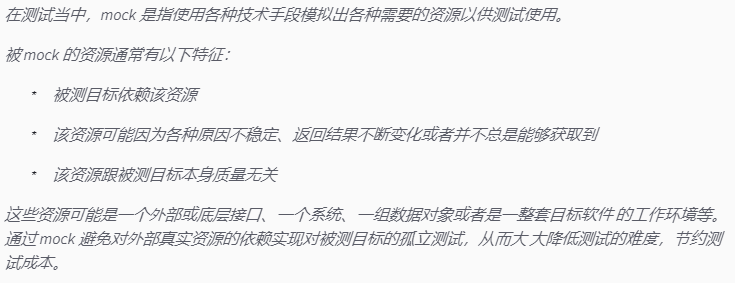 在测试当中，mock 是指使用各种技术手段模拟出各种需要的资源以供测试使用。
被 mock 的资源通常有以下特征：
* 被测目标依赖该资源
* 该资源可能因为各种原因不稳定、返回结果不断变化或者并不总是能够获取到
* 该资源跟被测目标本身质量无关
这些资源可能是一个外部或底层接口、一个系统、一组数据对象或者是一整套目标软件 的工作环境等。
通过 mock 避免对外部真实资源的依赖实现对被测目标的孤立测试，从而大 大降低测试的难度，节约测
试成本。